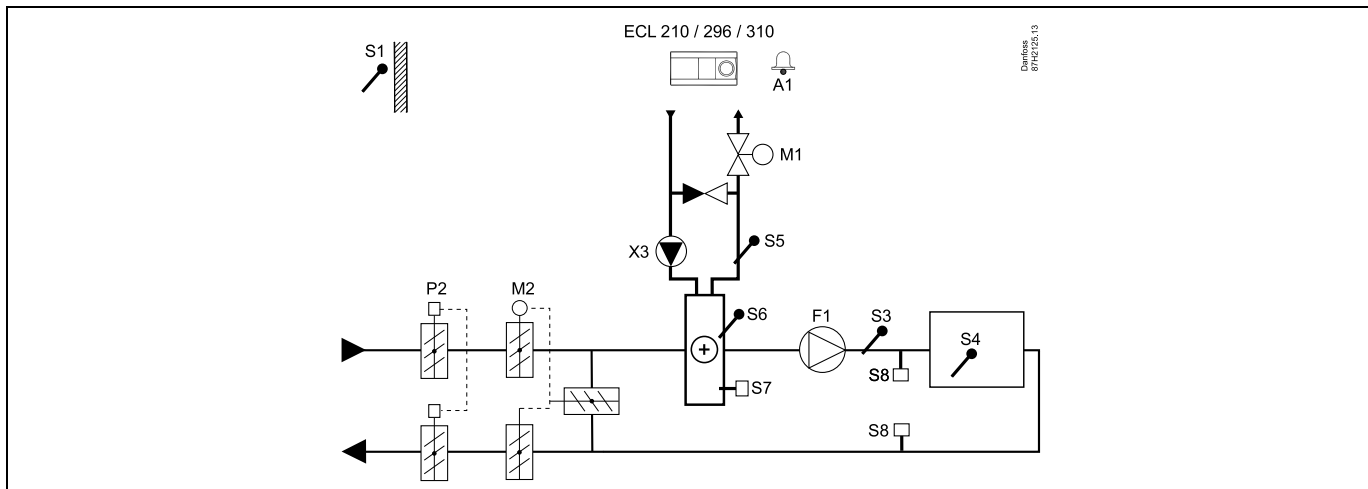 ECL 210 / 296 / 310
Danfoss
87H2125.13
S1
A1
M1
X3
S5
P2
M2
S6
F1
S3
S4
S8
S7
S8